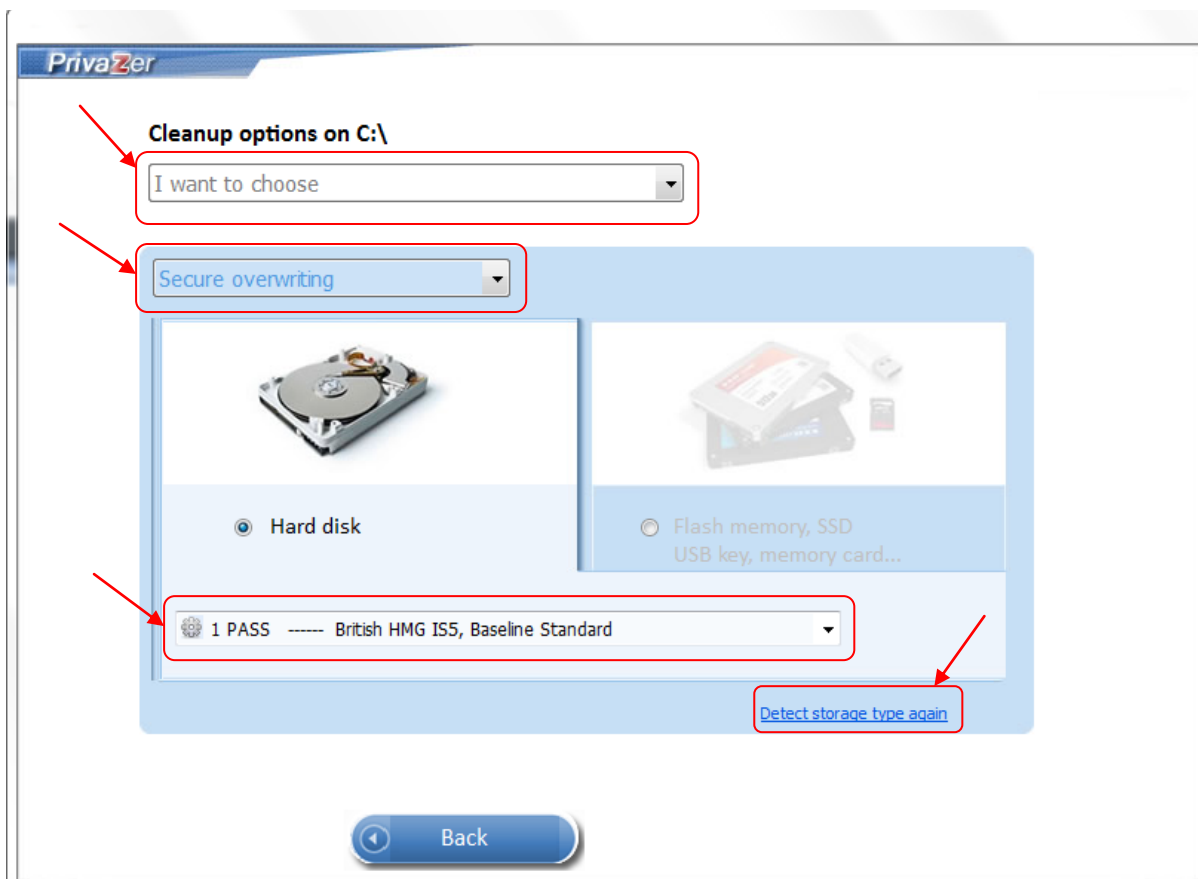 PrivaZer
Cleanup options on C:\
I want to choose
Secure overwriting
Hard disk
Flash memory, SSD
USB key, memory card...
1 PASS ------ British HMG IS5, Baseline Standard
Detect storage type again
Back